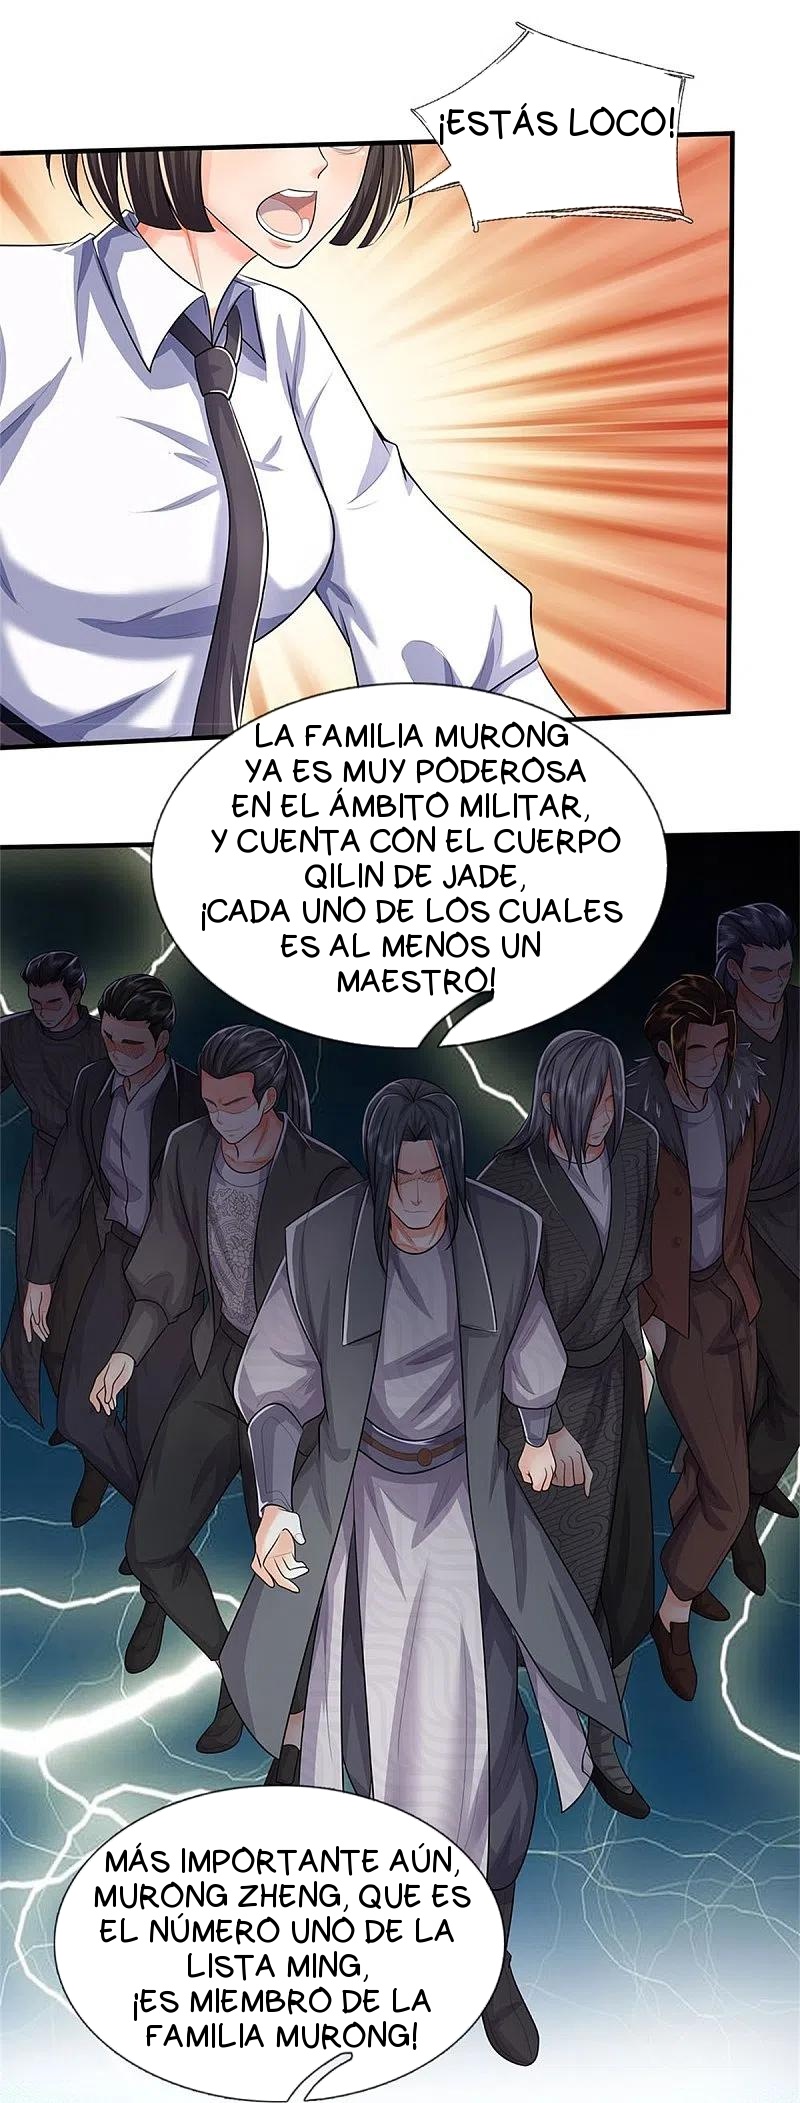 ¡ESTÁS LOCO!
LA FAMILIA MURONG
YA ES MUY PODEROSA
EN EL ÁMBITO MILITAR,
Y CUENTA CON EL CUERPO
QILIN DE JADE,
¡CADA UNO DE LOS CUALES
ES AL MENOS UN
MAESTRO!
MÁS IMPORTANTE AÚN,
MURONG ZHENG, QUE ES
EL NÚMERO UNO DE LA
LISTA MING,
¡ES MIEMBRO DE LA
FAMILIA MURONG!